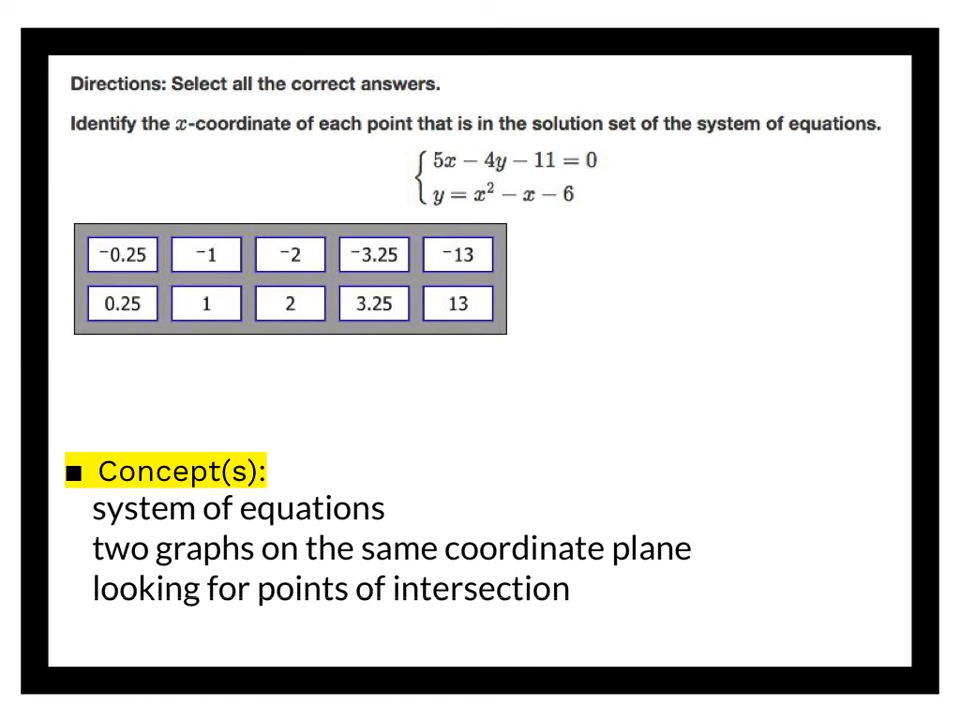 Directions: Select all the correct answers.
Identify the x-coordinate of each point that is in the solution set of the system of equations.
{ 5x − 4y − 11 = 0
y = x² − x − 6
−0.25 −1 −2 −3.25 −13
0.25 1 2 3.25 13
■ Concept(s):
system of equations
two graphs on the same coordinate plane
looking for points of intersection